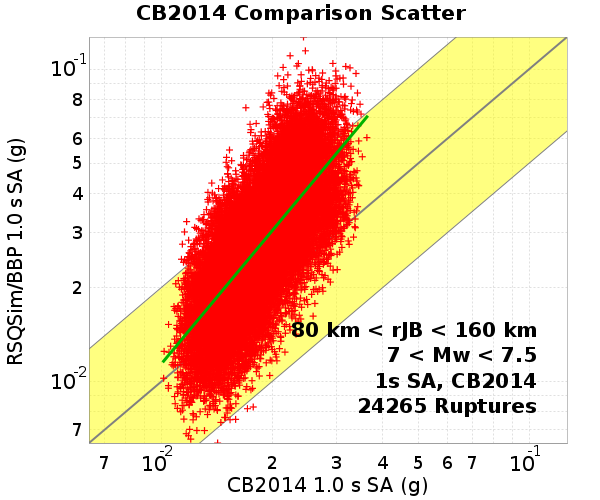 CB2014 Comparison Scatter
RSQSim/BBP 1.0 s SA (g)
10⁻¹
8
6
5
4
3
2
10⁻²
7
80 km < rJB < 160 km
7 < Mw < 7.5
1s SA, CB2014
24265 Ruptures
7 10⁻² 2 3 4 5 6 7 10⁻¹
CB2014 1.0 s SA (g)